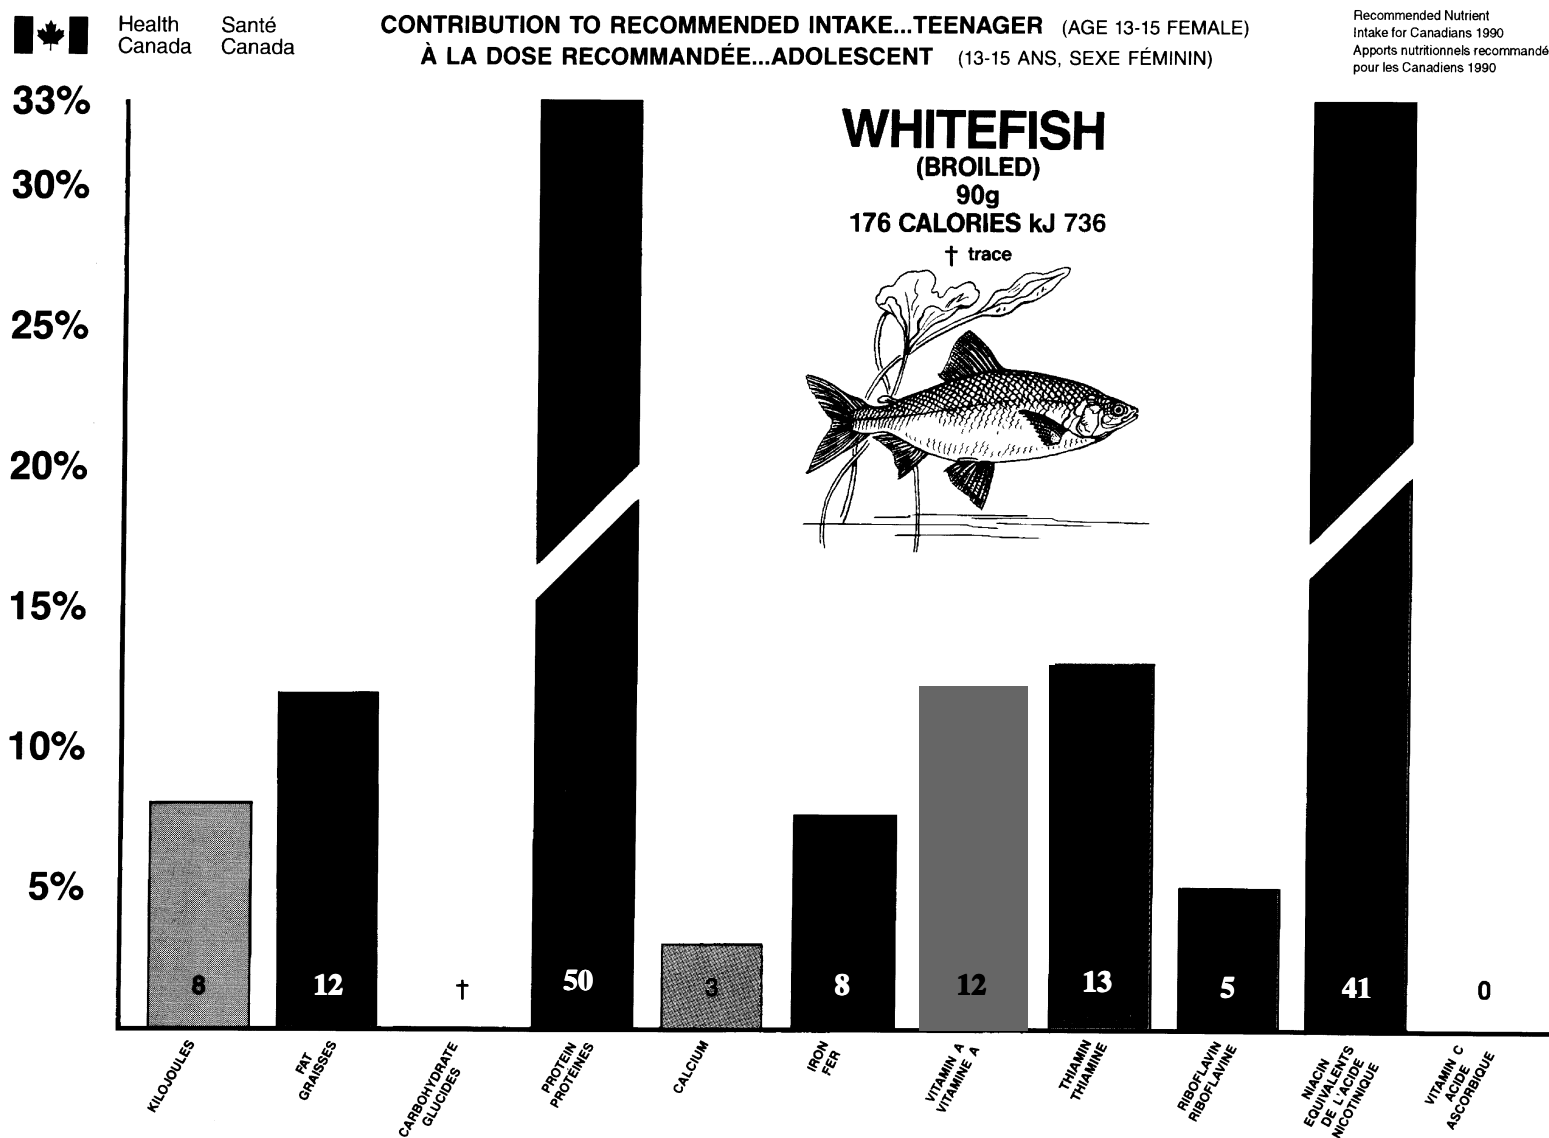 Health Santé
Canada Canada
CONTRIBUTION TO RECOMMENDED INTAKE...TEENAGER (AGE 13-15 FEMALE)
À LA DOSE RECOMMANDÉE...ADOLESCENT (13-15 ANS, SEXE FÉMININ)
Recommended Nutrient
Intake for Canadians 1990
Apports nutritionnels recommandé
pour les Canadiens 1990
WHITEFISH
(BROILED)
90g
176 CALORIES kJ 736
† trace
33%
30%
25%
20%
15%
10%
5%
8
12
†
50
3
8
12
13
5
41
0
KILOJOULES
FAT
GRAISSES
CARBOHYDRATE
GLUCIDES
PROTEIN
PROTÉINES
CALCIUM
IRON
FER
VITAMIN A
VITAMINE A
THIAMIN
THIAMINE
RIBOFLAVIN
RIBOFLAVINE
NIACIN
EQUIVALENTS
DE L'ACIDE
NICOTINIQUE
VITAMIN C
ACIDE
ASCORBIQUE